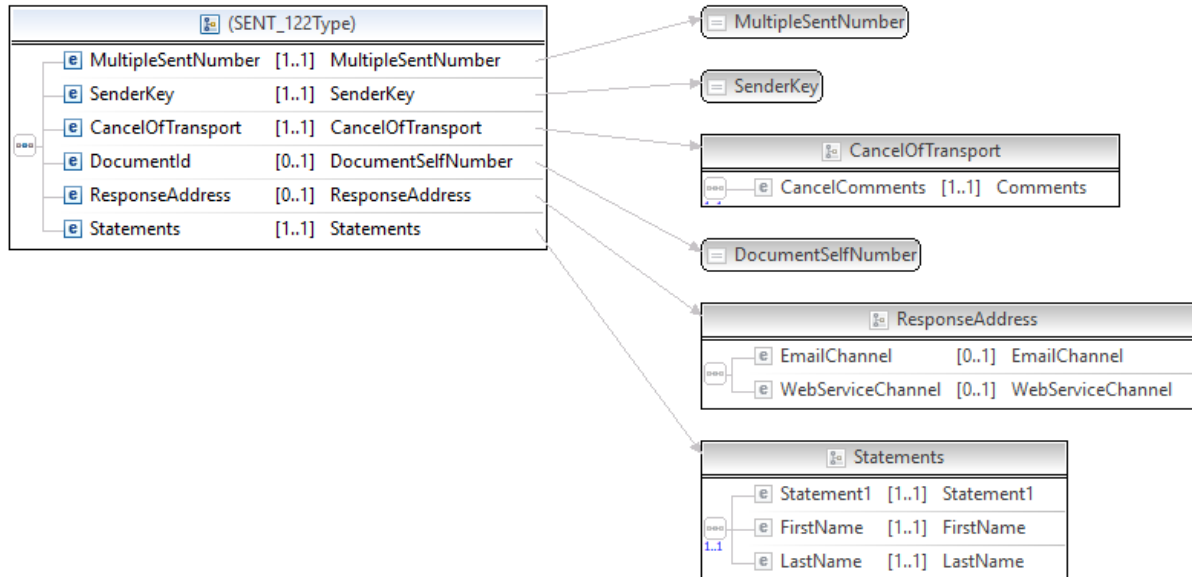 (SENT_122Type)
MultipleSentNumber [1..1] MultipleSentNumber
SenderKey [1..1] SenderKey
CancelOfTransport [1..1] CancelOfTransport
DocumentId [0..1] DocumentSelfNumber
ResponseAddress [0..1] ResponseAddress
Statements [1..1] Statements
MultipleSentNumber
SenderKey
CancelOfTransport
CancelComments [1..1] Comments
DocumentSelfNumber
ResponseAddress
EmailChannel [0..1] EmailChannel
WebServiceChannel [0..1] WebServiceChannel
Statements
Statement1 [1..1] Statement1
FirstName [1..1] FirstName
1..1
LastName [1..1] LastName